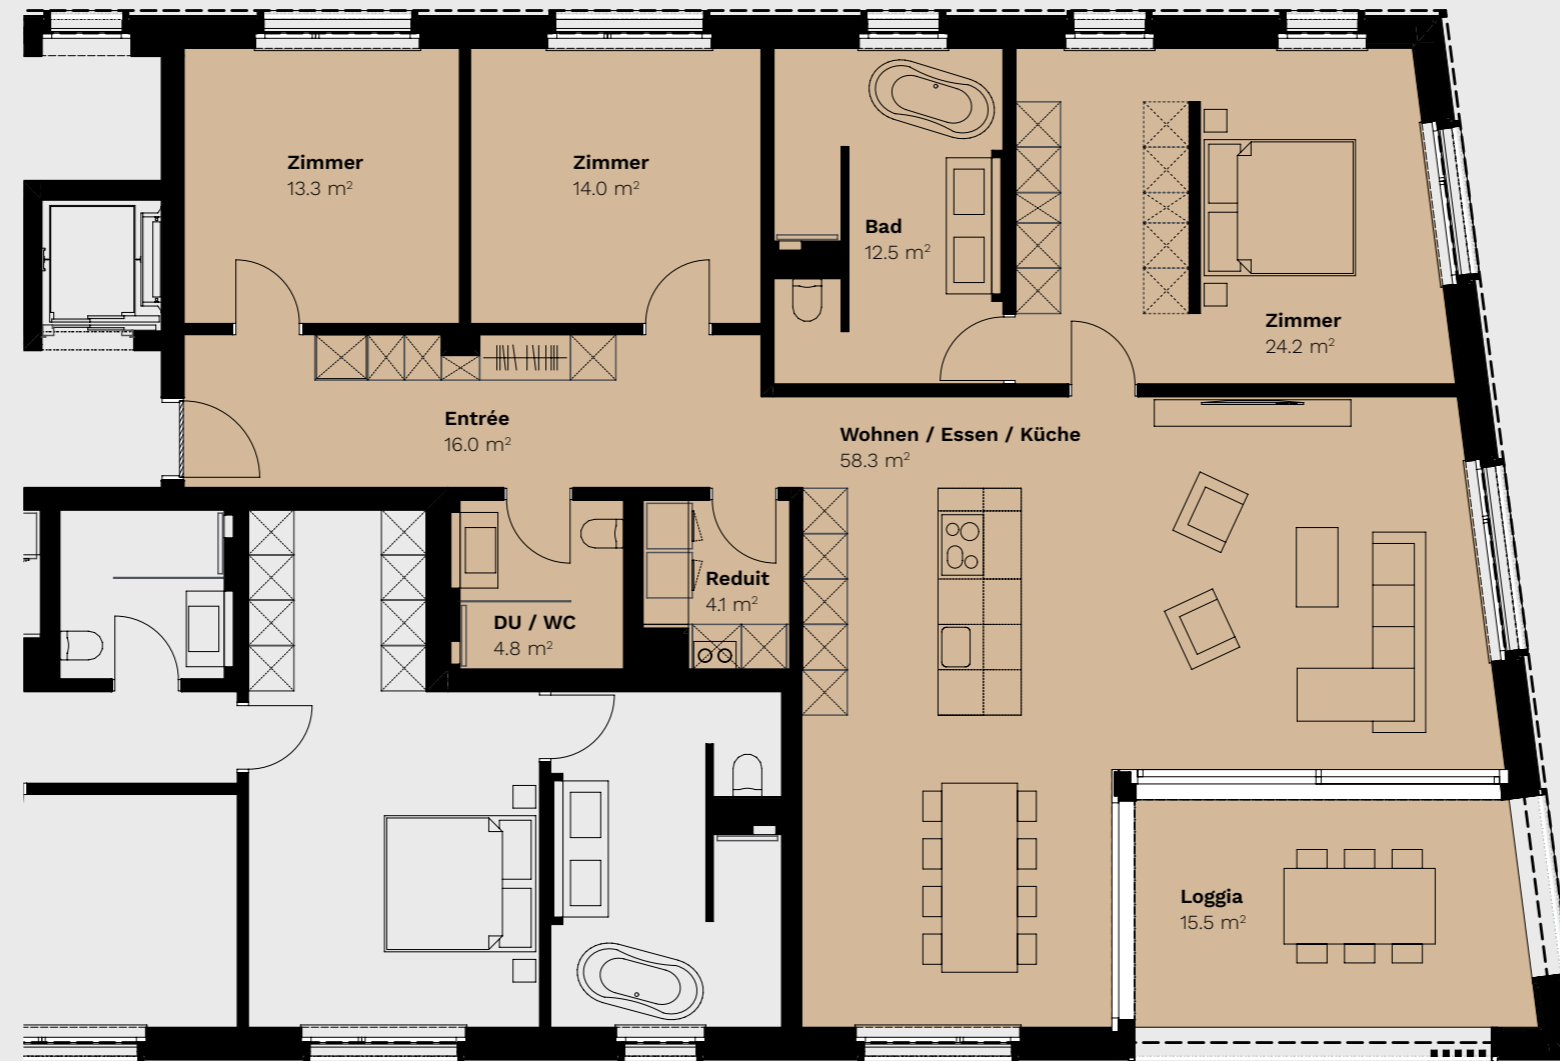 Zimmer
13.3 m²
Zimmer
14.0 m²
Bad
12.5 m²
Zimmer
24.2 m²
Entrée
16.0 m²
Wohnen / Essen / Küche
58.3 m²
Reduit
4.1 m²
DU / WC
4.8 m²
Loggia
15.5 m²